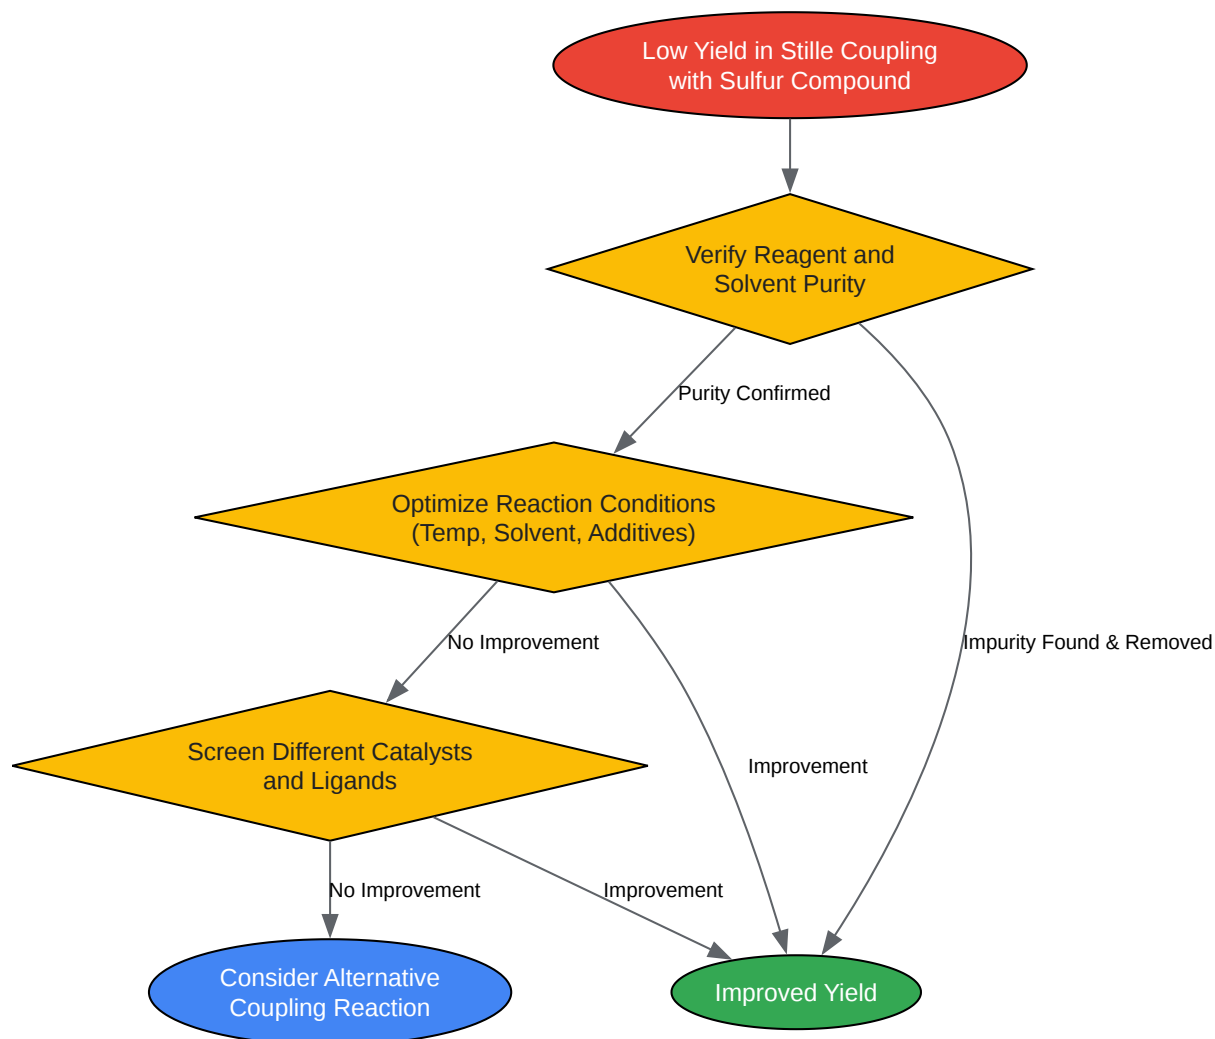 Low Yield in Stille Coupling
with Sulfur Compound
Verify Reagent and
Solvent Purity
Purity Confirmed
Optimize Reaction Conditions
(Temp, Solvent, Additives)
No Improvement
Impurity Found & Removed
Screen Different Catalysts
and Ligands
Improvement
No Improvement
Improvement
Consider Alternative
Coupling Reaction
Improved Yield